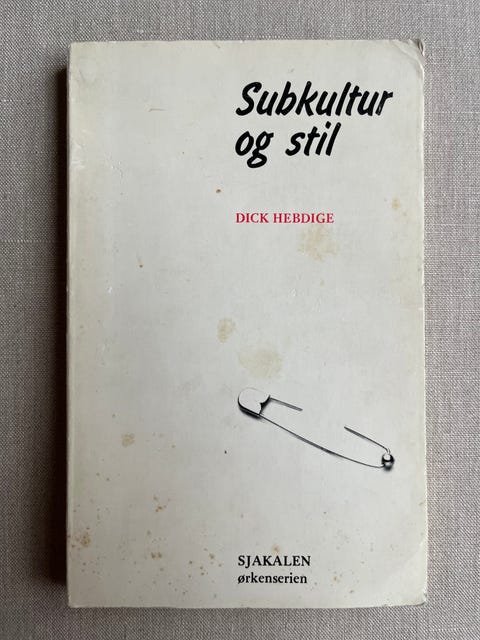 Subkultur
og stil
DICK HEBDIGE
SJAKALEN
ørkenserien